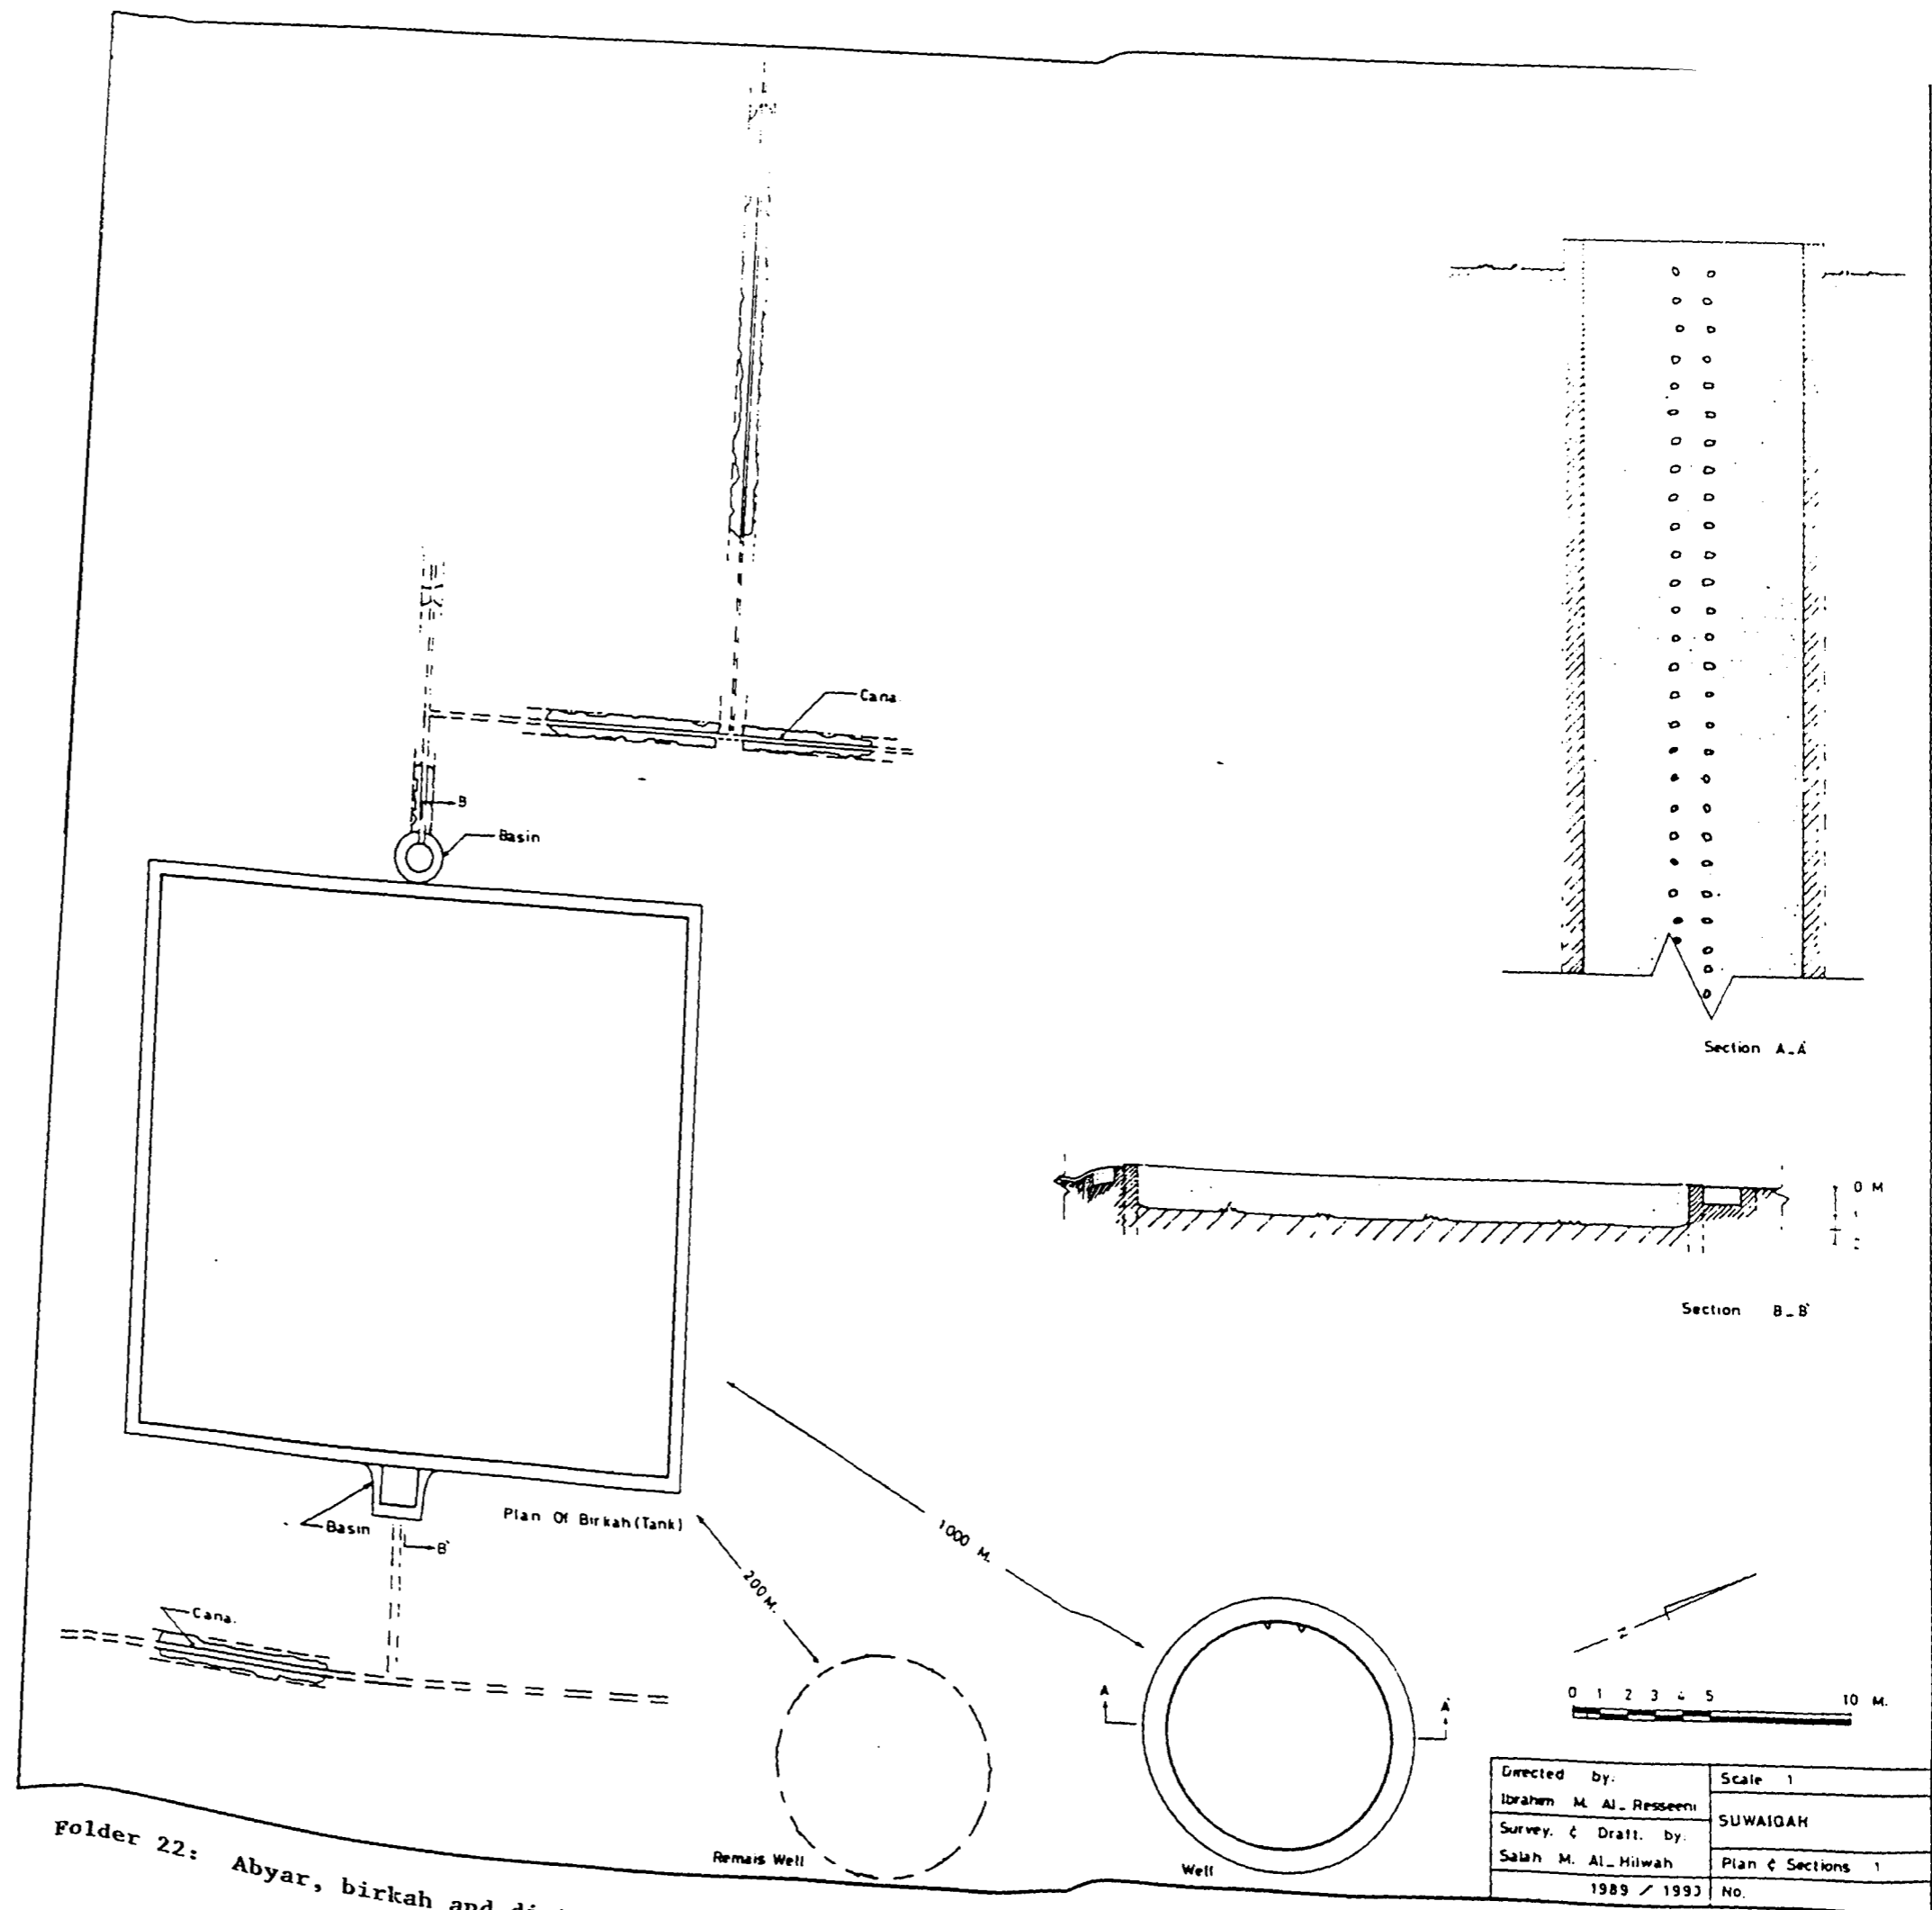 Cana.
B
Basin
Section A_A'
0 M
1
2
Section B_B'
Basin
Plan Of Birkah (Tank)
B'
Cana.
1000 M.
200 M.
A
A'
0 1 2 3 4 5 10 M.
Remais Well
Well
Directed by:
Ibrahim M. Al_Resseeni
Survey. & Draft. by:
Salah M. Al_Hilwah
1989 / 1993
Scale 1
SUWAIQAH
Plan & Sections 1
No.
Folder 22: Abyar, birkah and